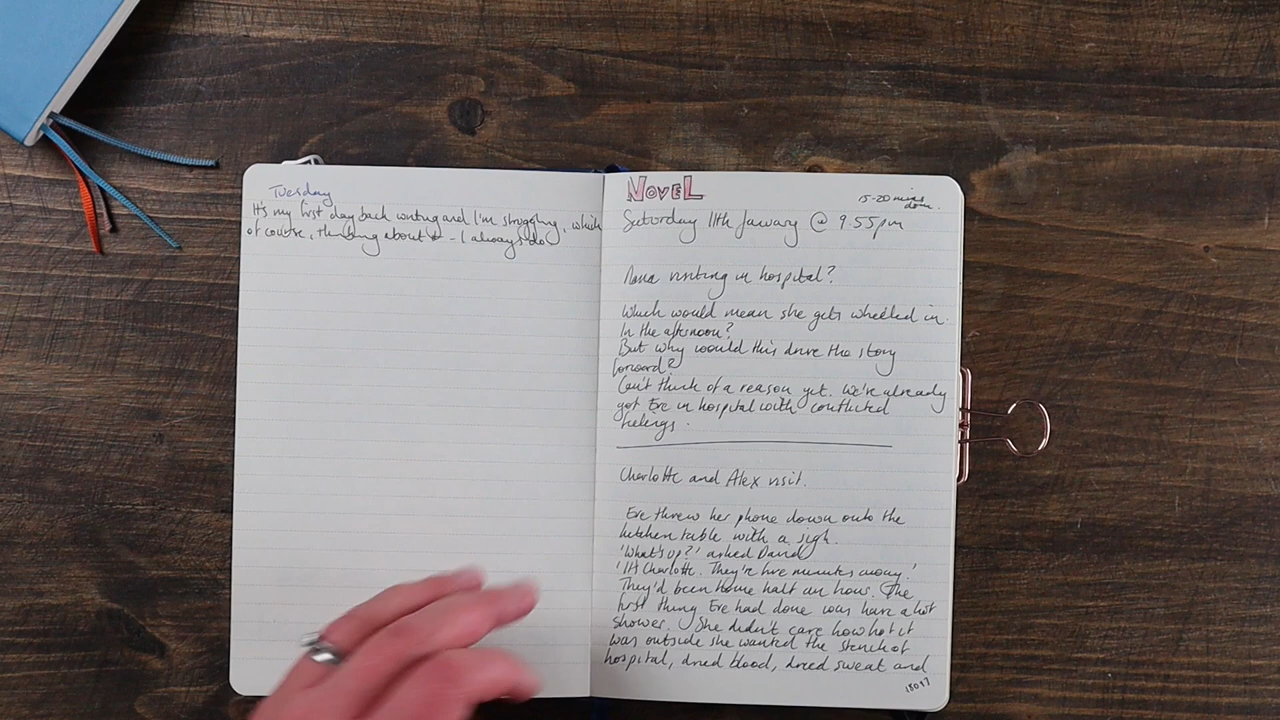 Tuesday
It's my first day back writing and I'm struggling, which
of course, thinking about it - I always do
NOVEL
15-20 mins
down.
Saturday 11th January @ 9.55pm
Nana visiting in hospital?
Which would mean she gets wheeled in.
In the afternoon?
But why would this drive the story
forward?
Can't think of a reason yet. We're already
got Eve in hospital with conflicted
feelings.
Charlotte and Alex visit.
Eve threw her phone down onto the
kitchen table with a sigh.
'What's up?' asked David
'It's Charlotte. They're five minutes away.'
They'd been home half an hour. The
first thing Eve had done was have a hot
shower. She didn't care how hot it
was outside she wanted the stench of
hospital, dried blood, dried sweat and